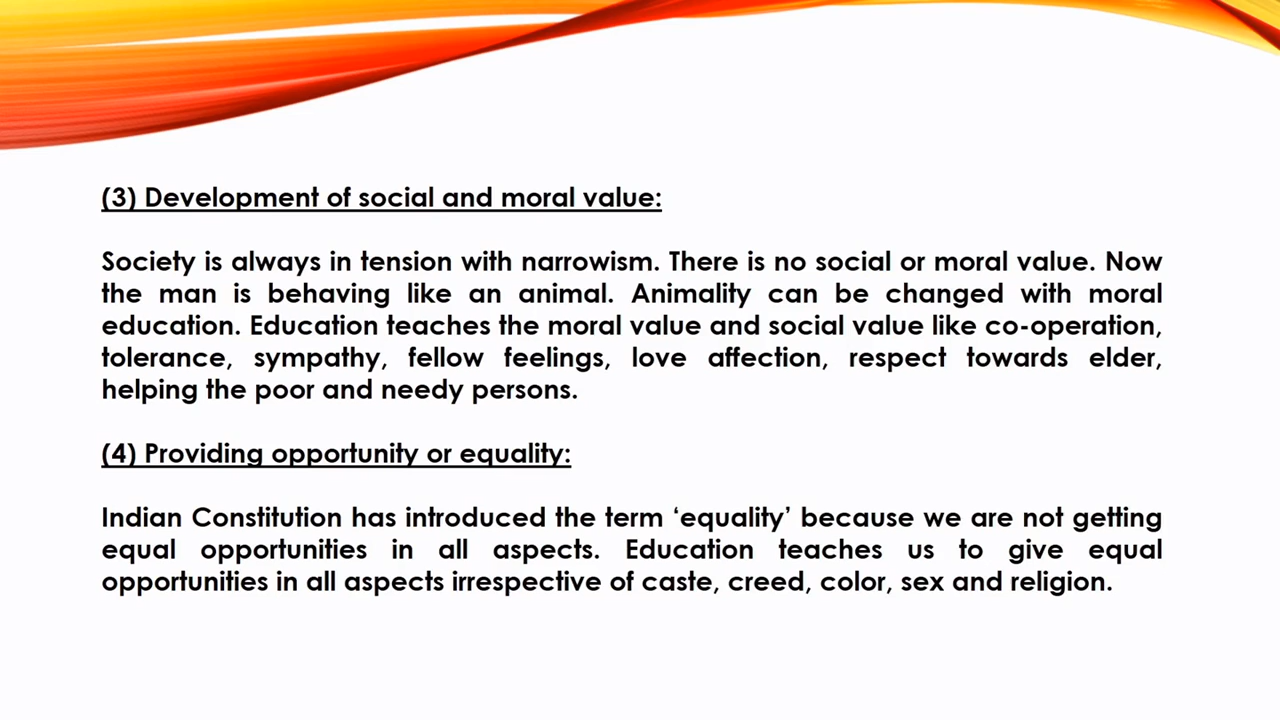 (3) Development of social and moral value:
Society is always in tension with narrowism. There is no social or moral value. Now
the man is behaving like an animal. Animality can be changed with moral
education. Education teaches the moral value and social value like co-operation,
tolerance, sympathy, fellow feelings, love affection, respect towards elder,
helping the poor and needy persons.
(4) Providing opportunity or equality:
Indian Constitution has introduced the term ‘equality’ because we are not getting
equal opportunities in all aspects. Education teaches us to give equal
opportunities in all aspects irrespective of caste, creed, color, sex and religion.